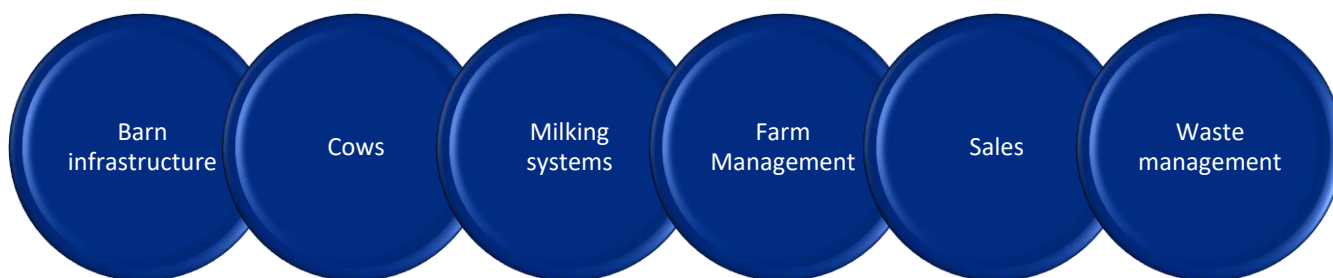 Barn
infrastructure
Cows
Milking
systems
Farm
Management
Sales
Waste
management